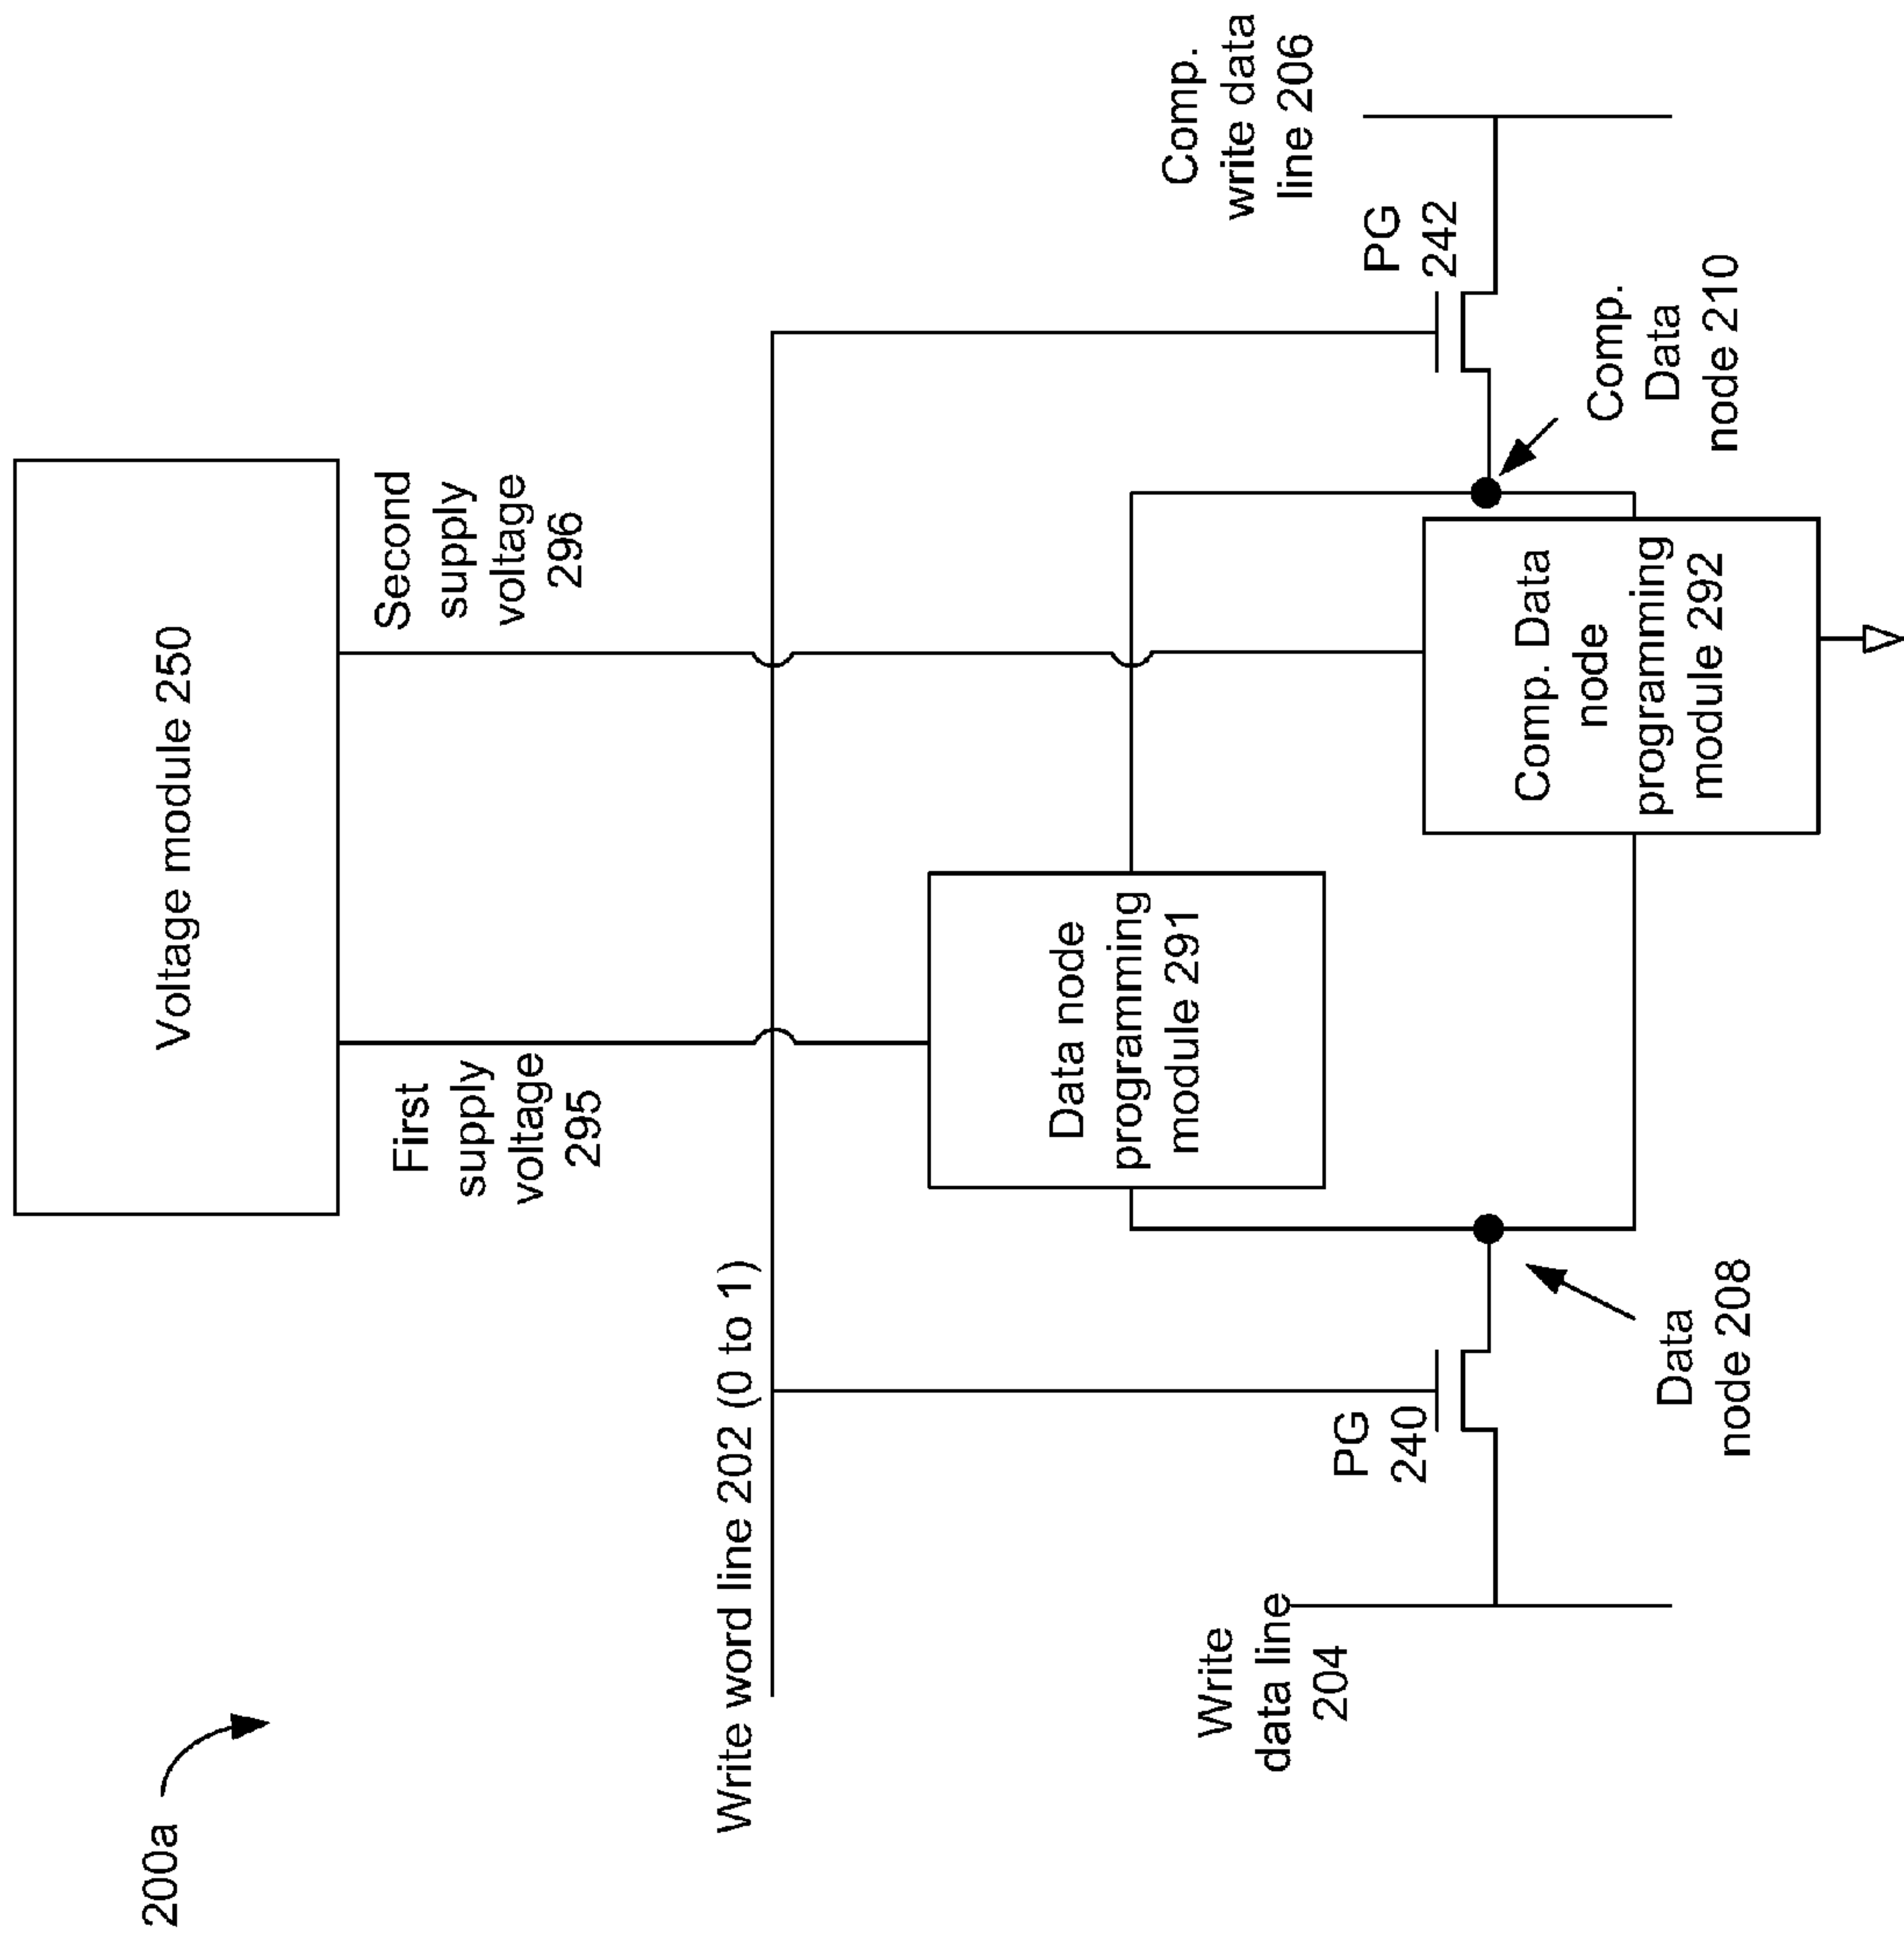 200a
Voltage module 250
First
supply
voltage
295
Second
supply
voltage
296
Write word line 202 (0 to 1)
Data node
programming
module 291
Comp. Data
node
programming
module 292
Write
data line
204
PG
240
Data
node 208
Comp.
write data
line 206
PG
242
Comp.
Data
node 210